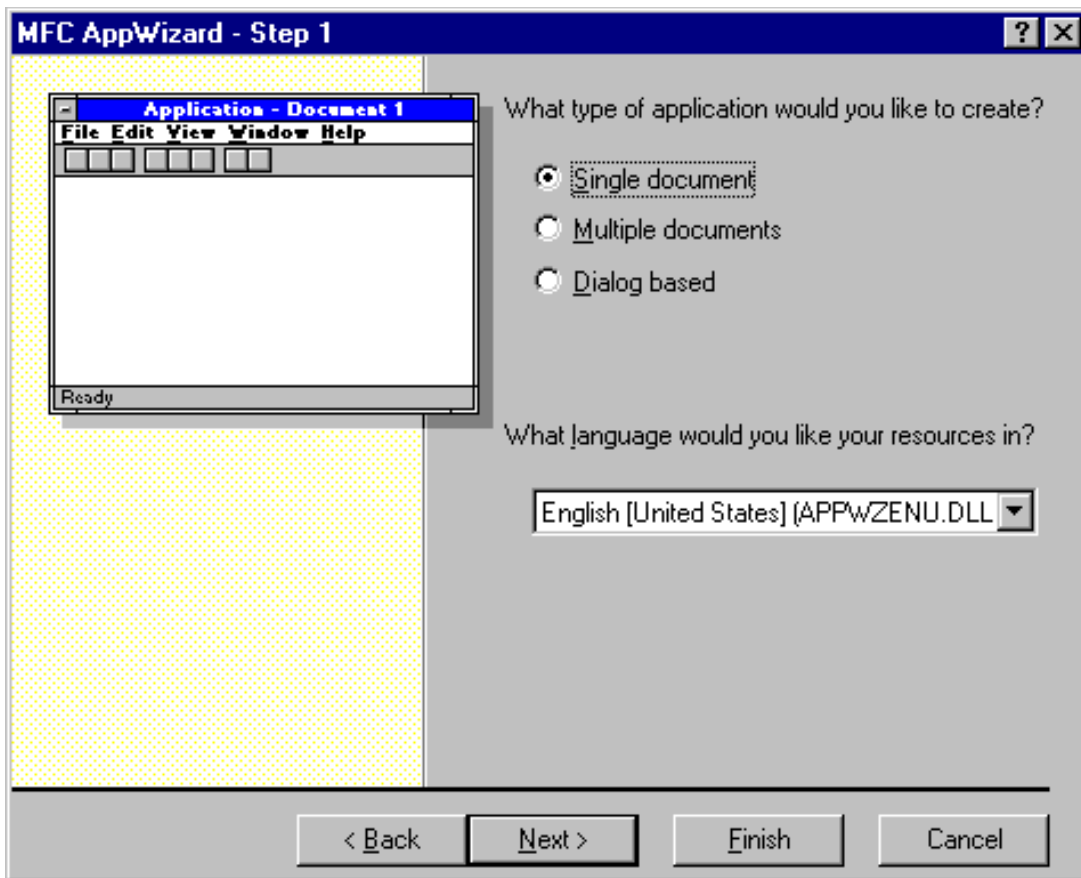 MFC AppWizard - Step 1
Application - Document 1
File Edit View Window Help
Ready
What type of application would you like to create?
Single document
Multiple documents
Dialog based
What language would you like your resources in?
English [United States] (APPWZENU.DLL
< Back
Next >
Finish
Cancel